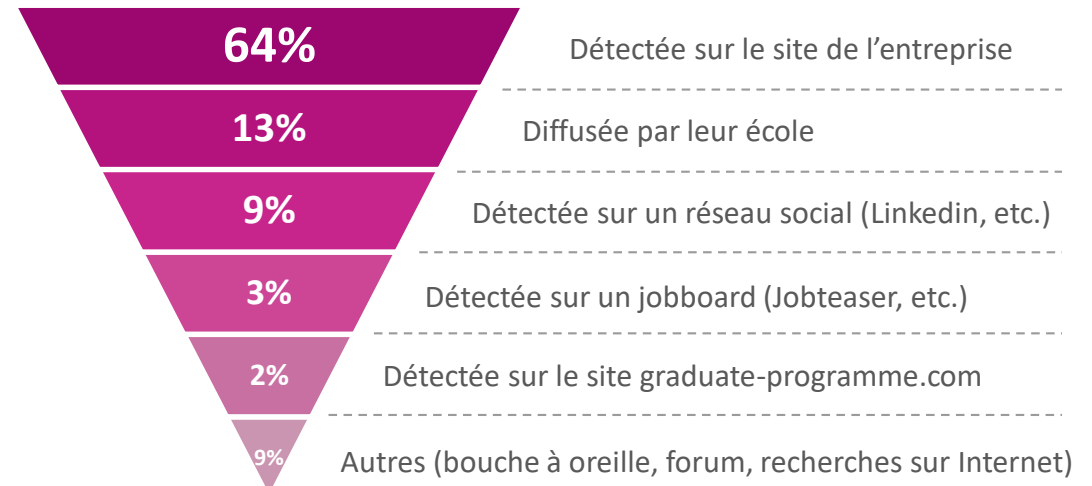 64% Détectée sur le site de l’entreprise
13% Diffusée par leur école
9% Détectée sur un réseau social (Linkedin, etc.)
3% Détectée sur un jobboard (Jobteaser, etc.)
2% Détectée sur le site graduate-programme.com
9% Autres (bouche à oreille, forum, recherches sur Internet)